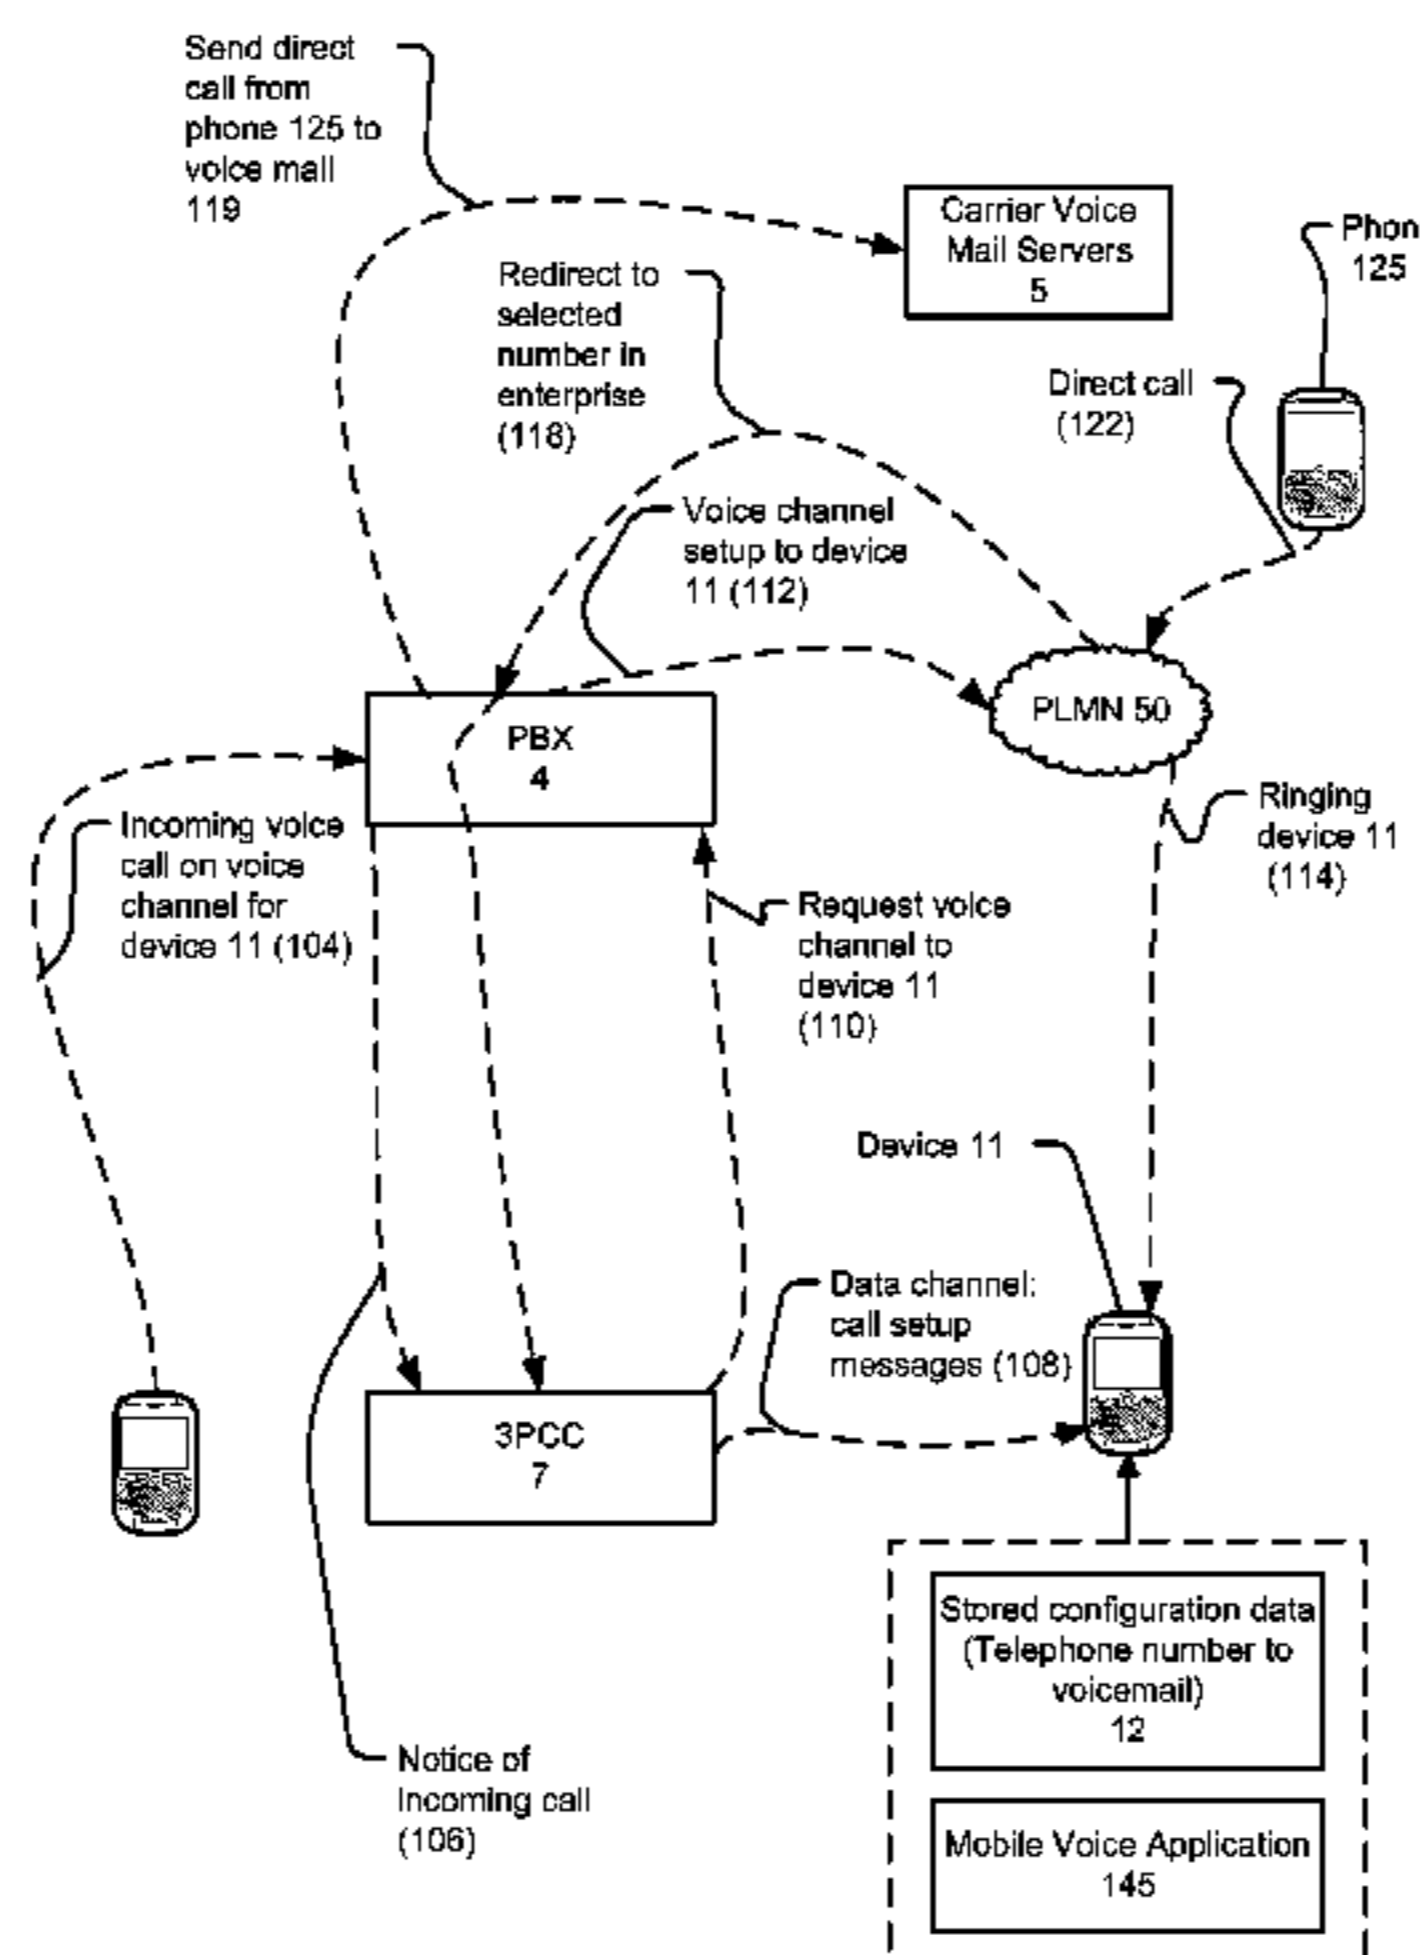 Send direct
call from
phone 125 to
voice mail
119
Carrier Voice
Mail Servers
5
Phon
125
Redirect to
selected
number in
enterprise
(118)
Direct call
(122)
Voice channel
setup to device
11 (112)
PLMN 50
PBX
4
Ringing
device 11
(114)
Incoming voice
call on voice
channel for
device 11 (104)
Request voice
channel to
device 11
(110)
Device 11
Data channel:
call setup
messages (108)
3PCC
7
Stored configuration data
(Telephone number to
voicemail)
12
Notice of
incoming call
(106)
Mobile Voice Application
145